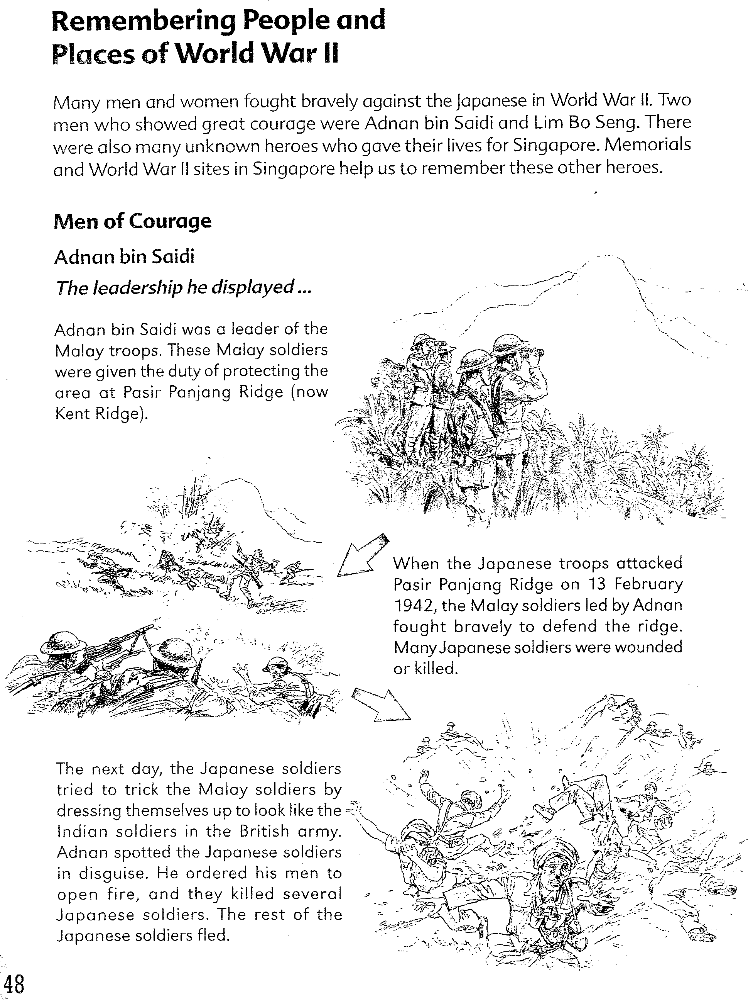 Remembering People and
Places of World War II
Many men and women fought bravely against the Japanese in World War II. Two
men who showed great courage were Adnan bin Saidi and Lim Bo Seng. There
were also many unknown heroes who gave their lives for Singapore. Memorials
and World War II sites in Singapore help us to remember these other heroes.
Men of Courage
Adnan bin Saidi
The leadership he displayed ...
Adnan bin Saidi was a leader of the
Malay troops. These Malay soldiers
were given the duty of protecting the
area at Pasir Panjang Ridge (now
Kent Ridge).
When the Japanese troops attacked
Pasir Panjang Ridge on 13 February
1942, the Malay soldiers led by Adnan
fought bravely to defend the ridge.
Many Japanese soldiers were wounded
or killed.
The next day, the Japanese soldiers
tried to trick the Malay soldiers by
dressing themselves up to look like the
Indian soldiers in the British army.
Adnan spotted the Japanese soldiers
in disguise. He ordered his men to
open fire, and they killed several
Japanese soldiers. The rest of the
Japanese soldiers fled.
48